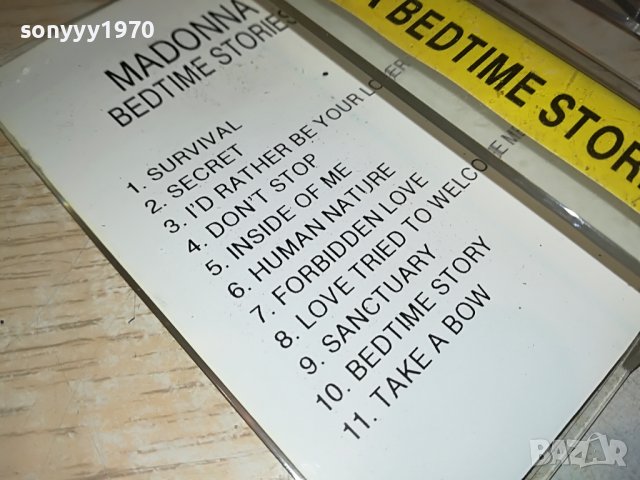 sonyyy1970
MADONNA
BEDTIME STORIES
1. SURVIVAL
2. SECRET
3. I'D RATHER BE YOUR LOVER
4. DON'T STOP
5. INSIDE OF ME
6. HUMAN NATURE
7. FORBIDDEN LOVE
8. LOVE TRIED TO WELCOME ME
9. SANCTUARY
10. BEDTIME STORY
11. TAKE A BOW
BEDTIME STOR
BAZAR